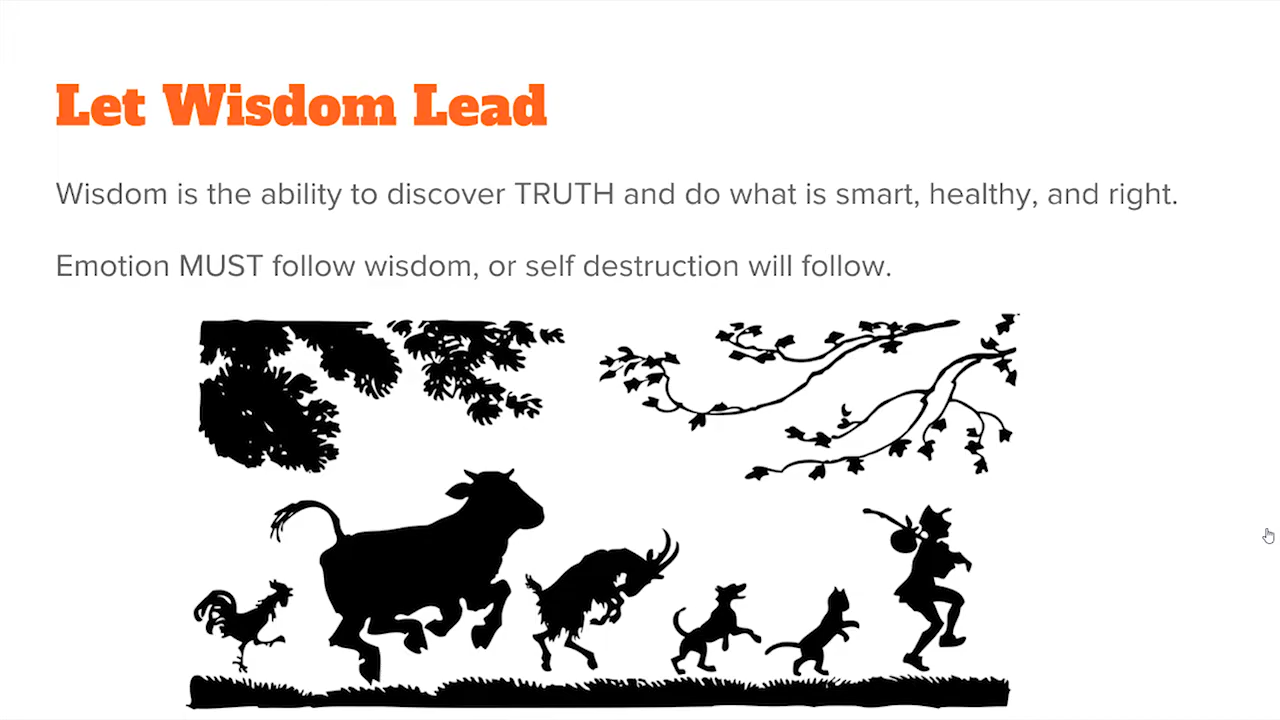 Let Wisdom Lead
Wisdom is the ability to discover TRUTH and do what is smart, healthy, and right.
Emotion MUST follow wisdom, or self destruction will follow.